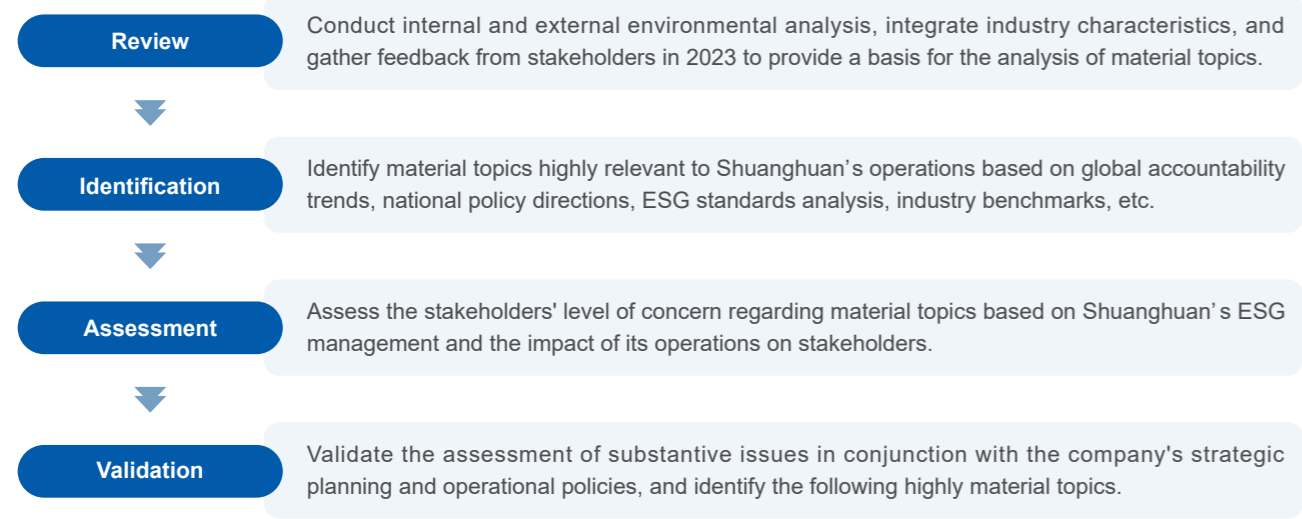 Review
Conduct internal and external environmental analysis, integrate industry characteristics, and
gather feedback from stakeholders in 2023 to provide a basis for the analysis of material topics.
Identification
Identify material topics highly relevant to Shuanghuan’s operations based on global accountability
trends, national policy directions, ESG standards analysis, industry benchmarks, etc.
Assessment
Assess the stakeholders' level of concern regarding material topics based on Shuanghuan’s ESG
management and the impact of its operations on stakeholders.
Validation
Validate the assessment of substantive issues in conjunction with the company's strategic
planning and operational policies, and identify the following highly material topics.